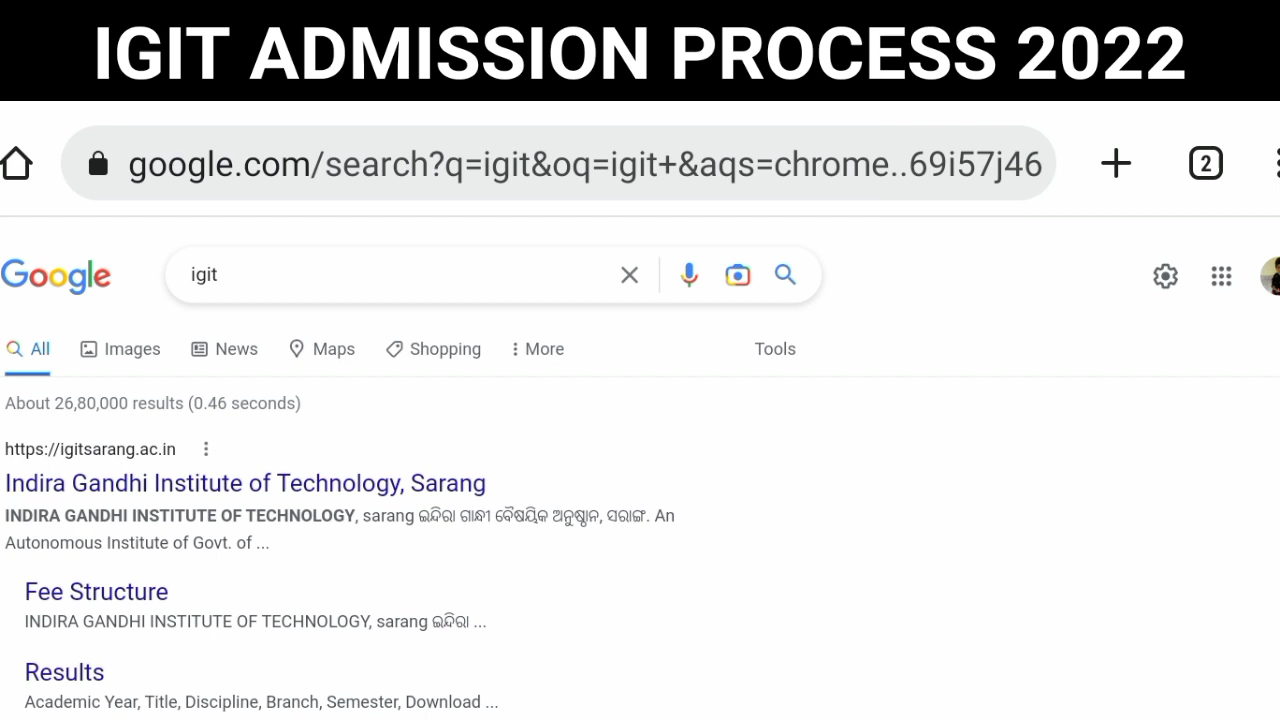 IGIT ADMISSION PROCESS 2022
google.com/search?q=igit&oq=igit+&aqs=chrome..69i57j46
2
Google
igit
All Images News Maps Shopping More Tools
About 26,80,000 results (0.46 seconds)
https://igitsarang.ac.in
Indira Gandhi Institute of Technology, Sarang
INDIRA GANDHI INSTITUTE OF TECHNOLOGY, sarang ଇନ୍ଦିରା ଗାନ୍ଧୀ ବୈଷୟିକ ଅନୁଷ୍ଠାନ, ସରାଙ୍ଗ. An
Autonomous Institute of Govt. of ...
Fee Structure
INDIRA GANDHI INSTITUTE OF TECHNOLOGY, sarang ଇନ୍ଦିରା ...
Results
Academic Year, Title, Discipline, Branch, Semester, Download ...